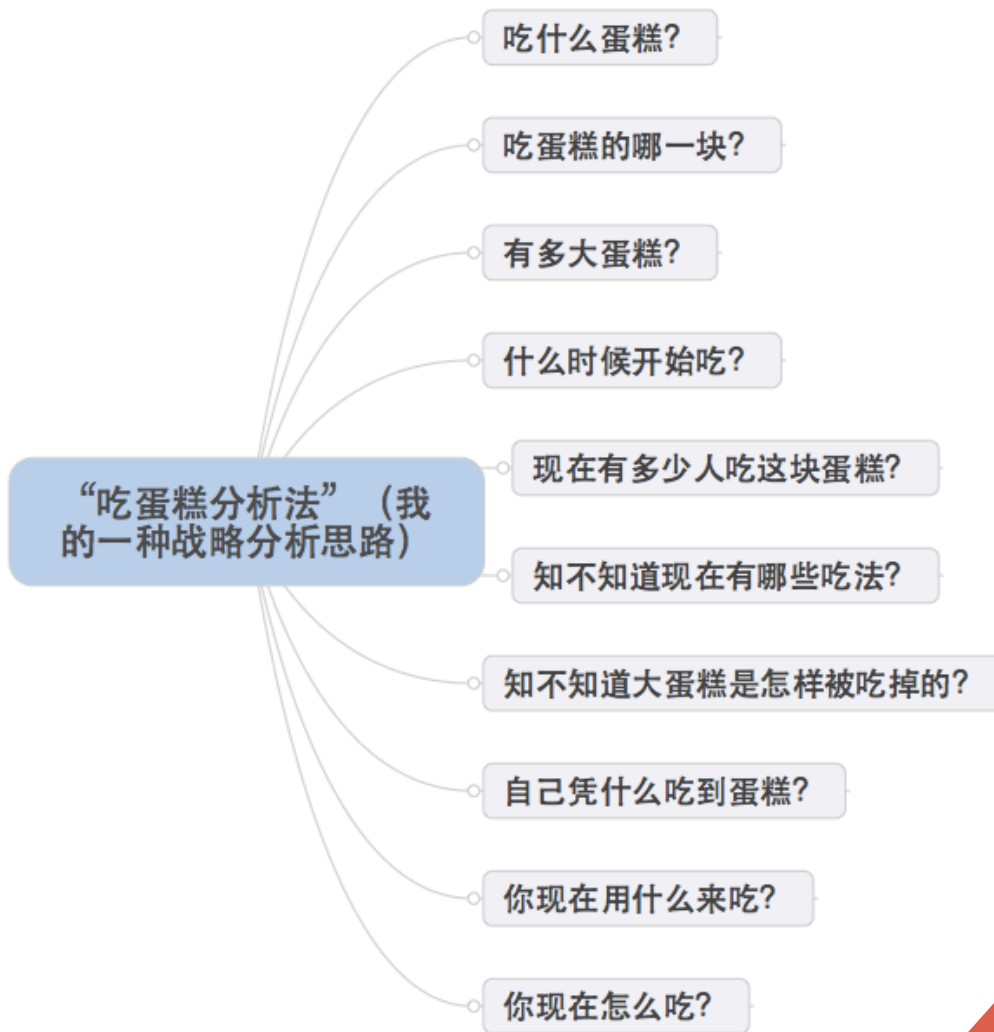 吃什么蛋糕？
吃蛋糕的哪一块？
有多大蛋糕？
什么时候开始吃？
现在有多少人吃这块蛋糕？
“吃蛋糕分析法”（我
的一种战略分析思路）
知不知道现在有哪些吃法？
知不知道大蛋糕是怎样被吃掉的？
自己凭什么吃到蛋糕？
你现在用什么来吃？
你现在怎么吃？